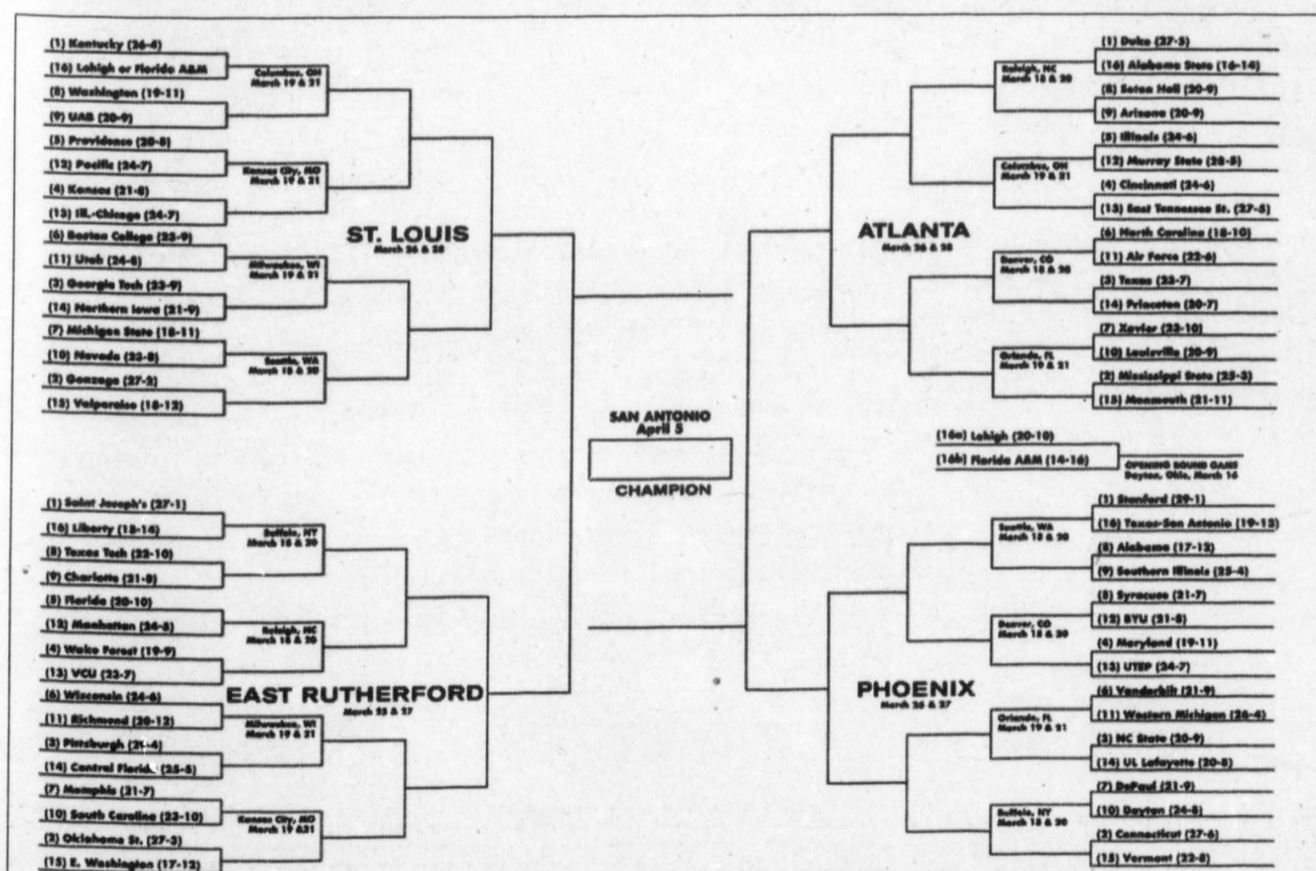 (1) Kentucky (26-4)
(16) Lehigh or Florida A&M
(8) Washington (19-11)
(9) UAB (20-9)
(5) Providence (20-8)
(12) Pacific (24-7)
(4) Kansas (21-8)
(13) Ill.-Chicago (24-7)
(6) Boston College (23-9)
(11) Utah (24-8)
(3) Georgia Tech (23-9)
(14) Northern Iowa (21-9)
(7) Michigan State (18-11)
(10) Nevada (23-8)
(2) Gonzaga (27-2)
(15) Valparaiso (18-12)
Columbus, OH
March 19 & 21
Kansas City, MO
March 19 & 21
Milwaukee, WI
March 19 & 21
Seattle, WA
March 18 & 20
ST. LOUIS
March 26 & 28
(1) Saint Joseph's (27-1)
(16) Liberty (18-14)
(8) Texas Tech (22-10)
(9) Charlotte (21-8)
(5) Florida (20-10)
(12) Manhattan (24-5)
(4) Wake Forest (19-9)
(13) VCU (23-7)
(6) Wisconsin (24-6)
(11) Richmond (20-12)
(3) Pittsburgh
(14) Central Florida (25-5)
(7) Memphis (21-7)
(10) South Carolina (23-10)
(2) Oklahoma St. (27-3)
(15) E. Washington (17-12)
Buffalo, NY
March 18 & 20
Raleigh, NC
March 18 & 20
Milwaukee, WI
March 19 & 21
Kansas City, MO
March 19 &21
EAST RUTHERFORD
March 25 & 27
SAN ANTONIO
April 5
CHAMPION
ATLANTA
March 26 & 28
Raleigh, NC
March 18 & 20
Columbus, OH
March 19 & 21
Denver, CO
March 18 & 20
Orlando, FL
March 19 & 21
(1) Duke (27-5)
(16) Alabama State (16-14)
(8) Seton Hall (20-9)
(9) Arizona (20-9)
(5) Illinois (24-6)
(12) Murray State (28-5)
(4) Cincinnati (24-6)
(13) East Tennessee St. (27-5)
(6) North Carolina (18-10)
(11) Air Force (22-6)
(3) Texas (23-7)
(14) Princeton (20-7)
(7) Xavier (23-10)
(10) Louisville (20-9)
(2) Mississippi State (25-3)
(15) Monmouth (21-11)
(16a) Lehigh (20-10)
(16b) Florida A&M (14-16)
OPENING ROUND GAME
Dayton, Ohio, March 16
PHOENIX
March 25 & 27
Seattle, WA
March 18 & 20
Denver, CO
March 18 & 20
Orlando, FL
March 19 & 21
Buffalo, NY
March 18 & 20
(1) Stanford (29-1)
(16) Texas-San Antonio (19-13)
(8) Alabama (17-12)
(9) Southern Illinois (25-4)
(5) Syracuse (21-7)
(12) BYU (21-8)
(4) Maryland (19-11)
(13) UTEP (24-7)
(6) Vanderbilt (21-9)
(11) Western Michigan (26-4)
(3) NC State (20-9)
(14) UL Lafayette (20-8)
(7) DePaul (21-9)
(10) Dayton (24-8)
(2) Connecticut (27-6)
(15) Vermont (22-8)